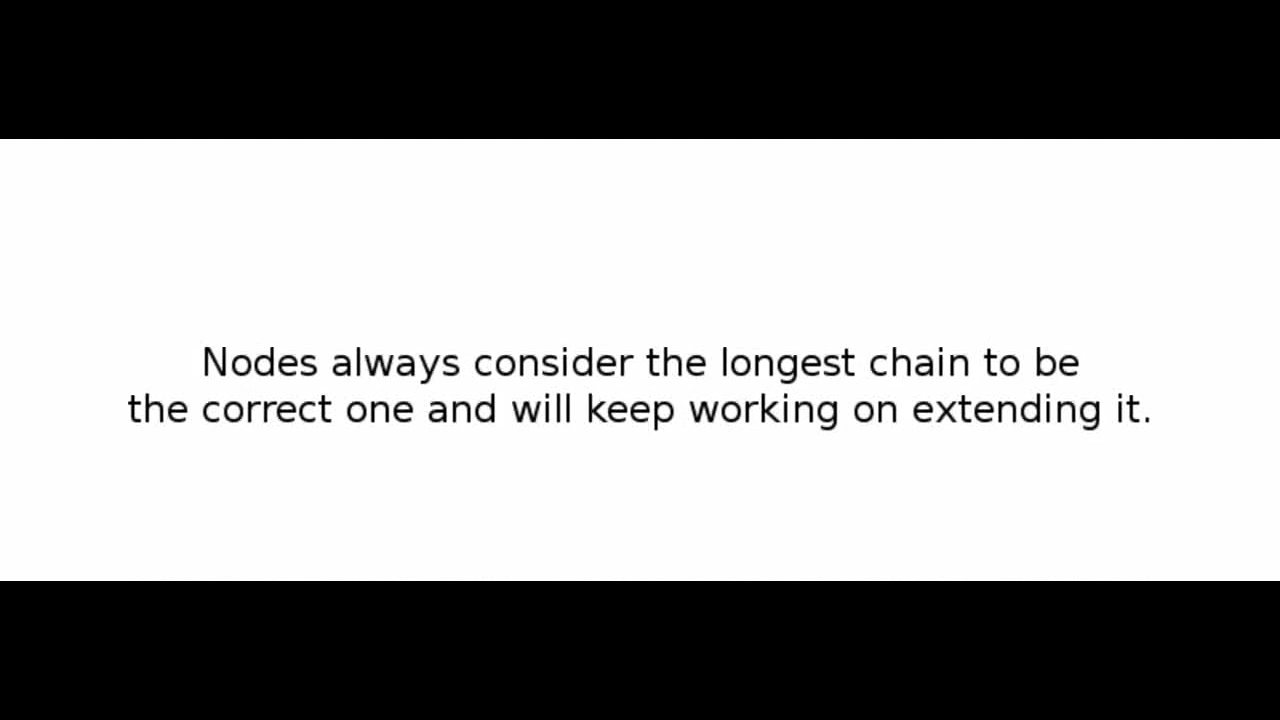 Nodes always consider the longest chain to be
the correct one and will keep working on extending it.